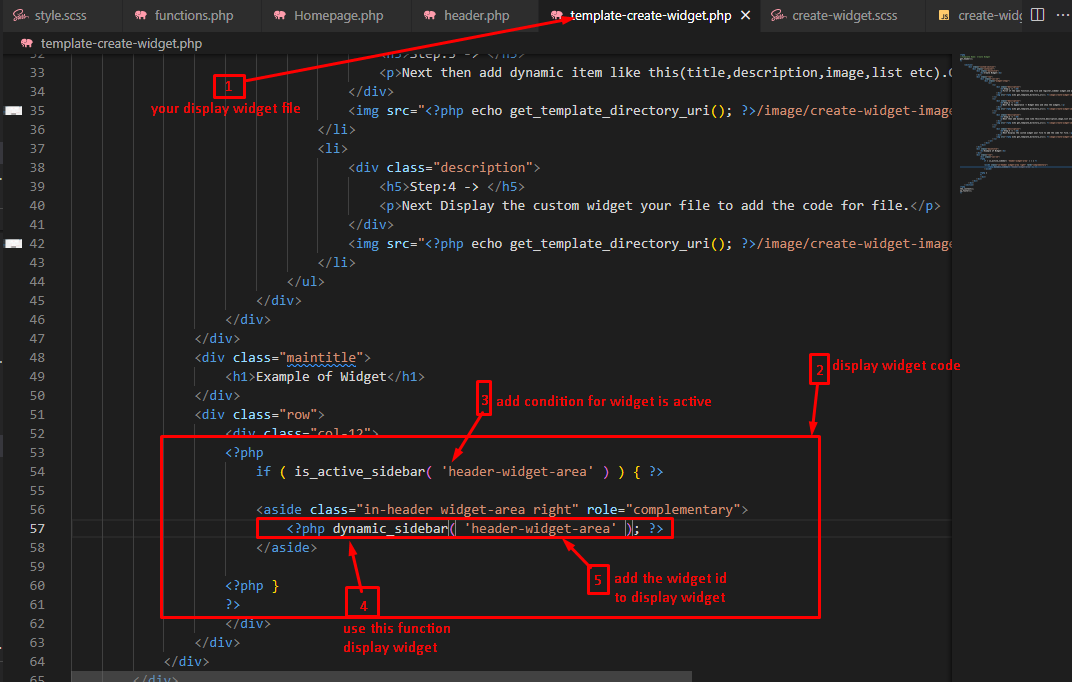 style.scss functions.php Homepage.php header.php template-create-widget.php create-widget.scss create-widg
template-create-widget.php
32 <h5>Step:3 -> </h5>
33 <p>Next then add dynamic item like this(title,description,image,list etc).
34 </div>
35 <img src="<?php echo get_template_directory_uri(); ?>/image/create-widget-image
36 </li>
37 <li>
38 <div class="description">
39 <h5>Step:4 -> </h5>
40 <p>Next Display the custom widget your file to add the code for file.</p>
41 </div>
42 <img src="<?php echo get_template_directory_uri(); ?>/image/create-widget-image
43 </li>
44 </ul>
45 </div>
46 </div>
47 </div>
48 <div class="maintitle">
49 <h1>Example of Widget</h1>
50 </div>
51 <div class="row">
52 <div class="col-12">
53 <?php
54 if ( is_active_sidebar( 'header-widget-area' ) ) { ?>
55
56 <aside class="in-header widget-area right" role="complementary">
57 <?php dynamic_sidebar( 'header-widget-area' ); ?>
58 </aside>
59
60 <?php }
61 ?>
62 </div>
63 </div>
64 </div>
65 </div>
1
your display widget file
2 display widget code
3 add condition for widget is active
4
use this function
display widget
5 add the widget id
to display widget